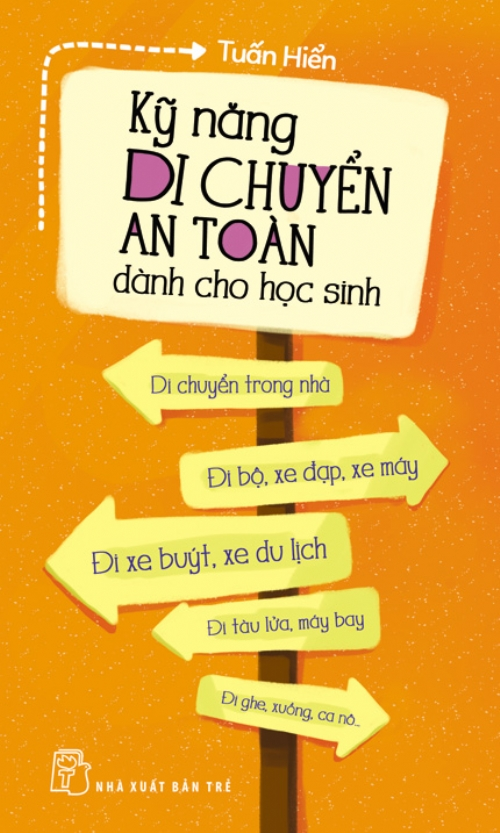 Tuấn Hiển
Kỹ năng
DI CHUYỂN
AN TOÀN
dành cho học sinh
Di chuyển trong nhà
Đi bộ, xe đạp, xe máy
Đi xe buýt, xe du lịch
Đi tàu lửa, máy bay
Đi ghe, xuồng, ca nô...
T
NHÀ XUẤT BẢN TRẺ